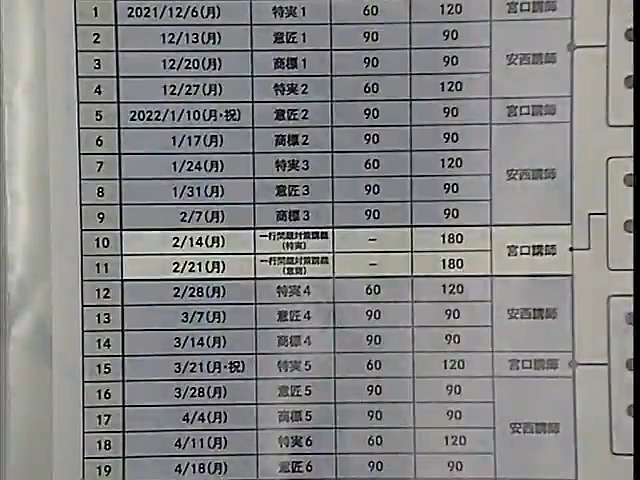 1 2021/12/6(月) 特実1 60 120 宮口講師
2 12/13(月) 意匠1 90 90
3 12/20(月) 商標1 90 90 安西講師
4 12/27(月) 特実2 60 120
5 2022/1/10(月・祝) 意匠2 90 90 宮口講師
6 1/17(月) 商標2 90 90
7 1/24(月) 特実3 60 120 安西講師
8 1/31(月) 意匠3 90 90
9 2/7(月) 商標3 90 90
10 2/14(月) 一行問題対策講義(特実) － 180 宮口講師
11 2/21(月) 一行問題対策講義 － 180
12 2/28(月) 特実4 60 120
13 3/7(月) 意匠4 90 90 安西講師
14 3/14(月) 商標4 90 90
15 3/21(月・祝) 特実5 60 120 宮口講師
16 3/28(月) 意匠5 90 90
17 4/4(月) 商標5 90 90 安西講師
18 4/11(月) 特実6 60 120
19 4/18(月) 意匠6 90 90